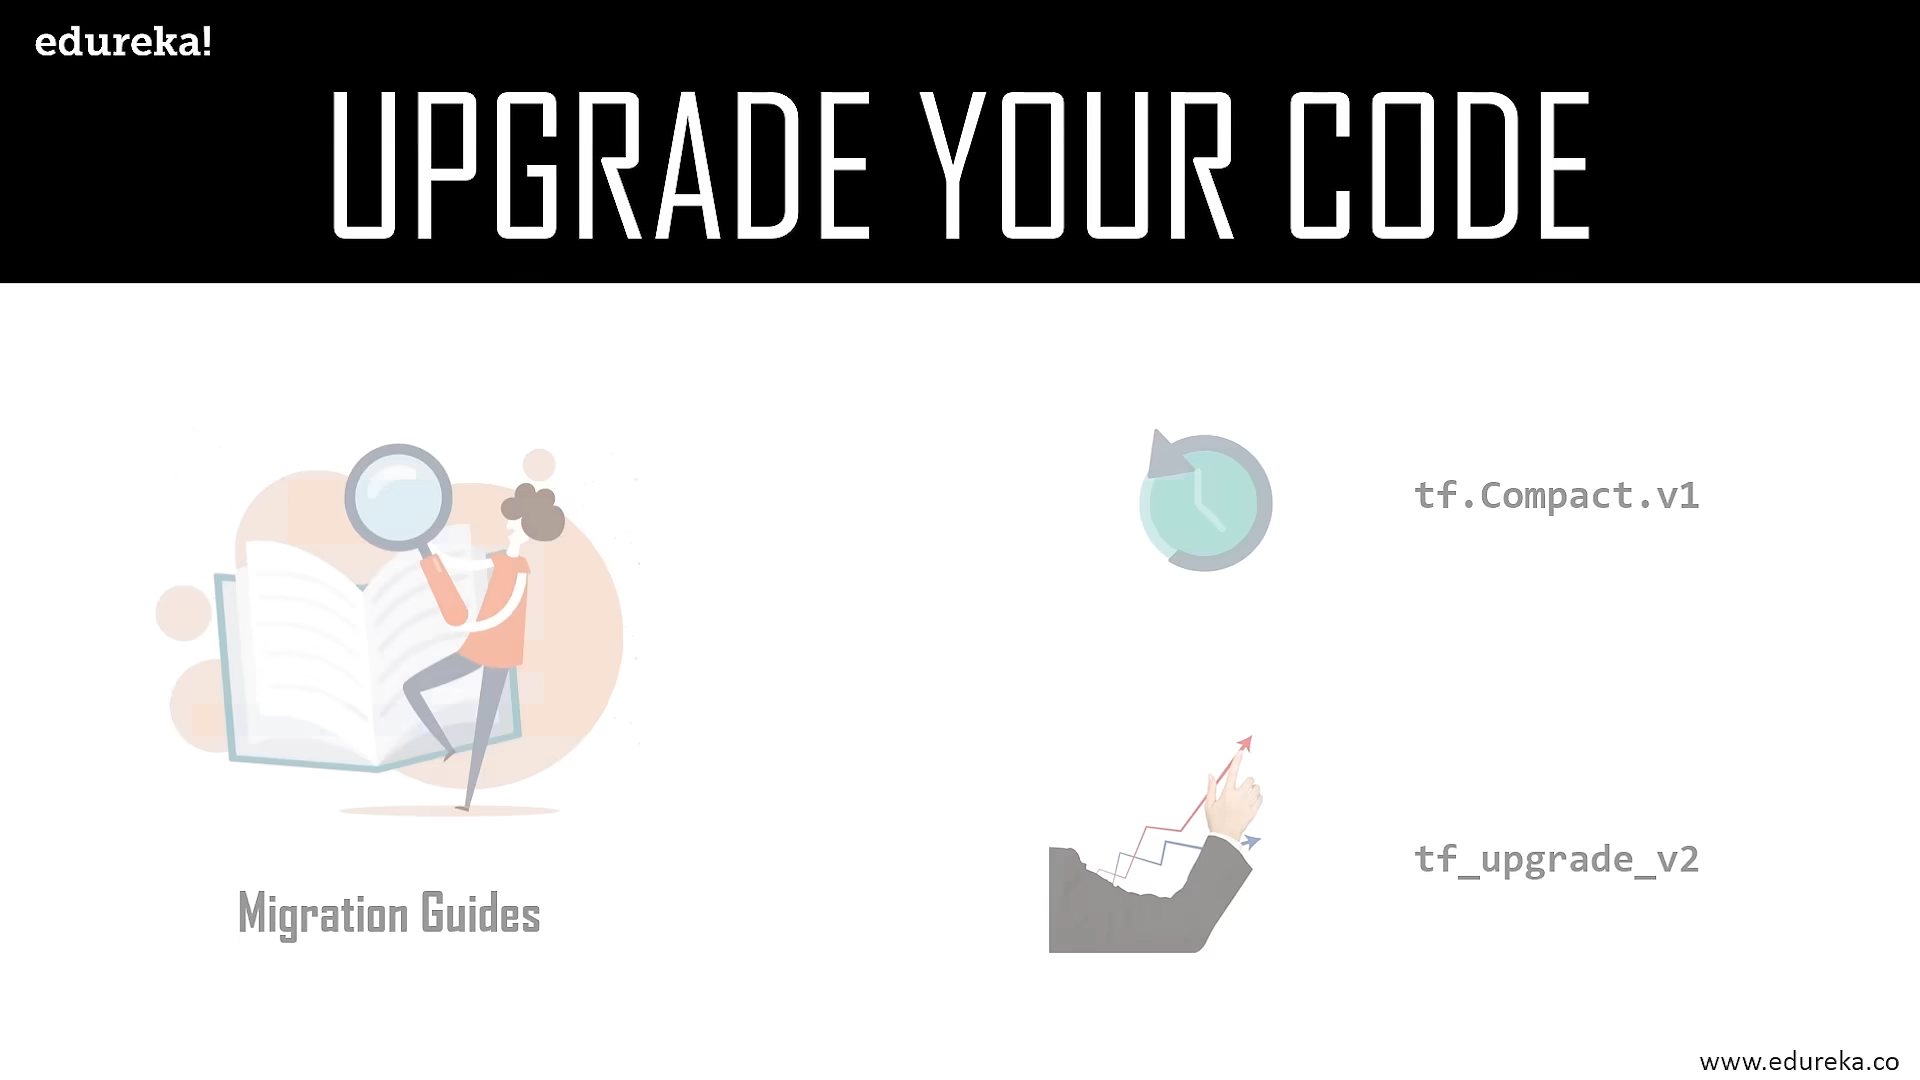 edureka!
UPGRADE YOUR CODE
tf.Compact.v1
tf_upgrade_v2
Migration Guides
www.edureka.co